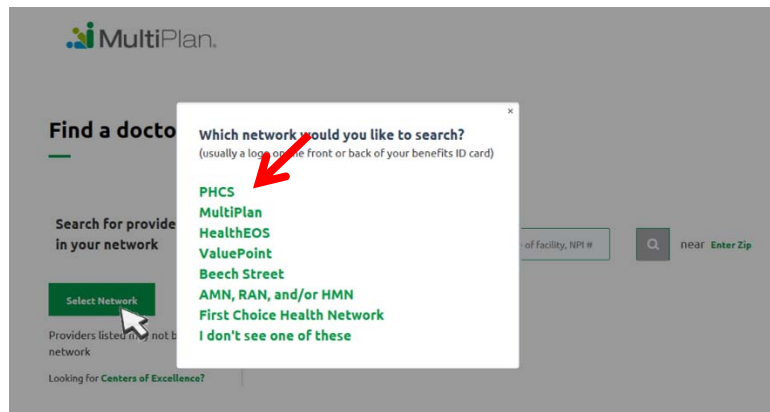 MultiPlan.
Find a docto
×
Which network would you like to search?
(usually a logo on the front or back of your benefits ID card)
PHCS
MultiPlan
HealthEOS
ValuePoint
Beech Street
AMN, RAN, and/or HMN
First Choice Health Network
I don't see one of these
Search for provide
in your network
of facility, NPI #
near Enter Zip
Select Network
Providers listed may not b
network
Looking for Centers of Excellence?